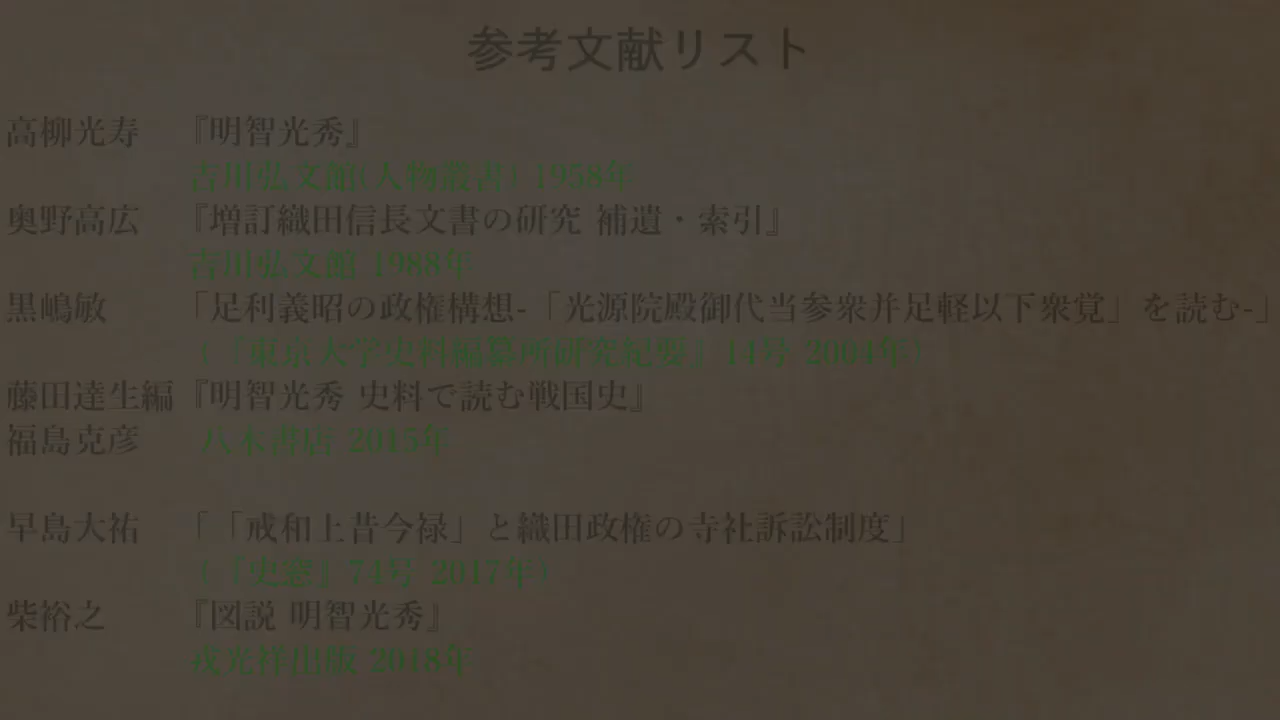 参考文献リスト
高柳光寿 『明智光秀』
吉川弘文館(人物叢書) 1958年
奥野高広 『増訂織田信長文書の研究 補遺・索引』
吉川弘文館 1988年
黒嶋敏 「足利義昭の政権構想-「光源院殿御代当参衆并足軽以下衆覚」を読む-」
(『東京大学史料編纂所研究紀要』14号 2004年)
藤田達生編『明智光秀 史料で読む戦国史』
福島克彦 八木書店 2015年
早島大祐 「「戒和上昔今禄」と織田政権の寺社訴訟制度」
(『史窓』74号 2017年)
柴裕之 『図説 明智光秀』
戎光祥出版 2018年